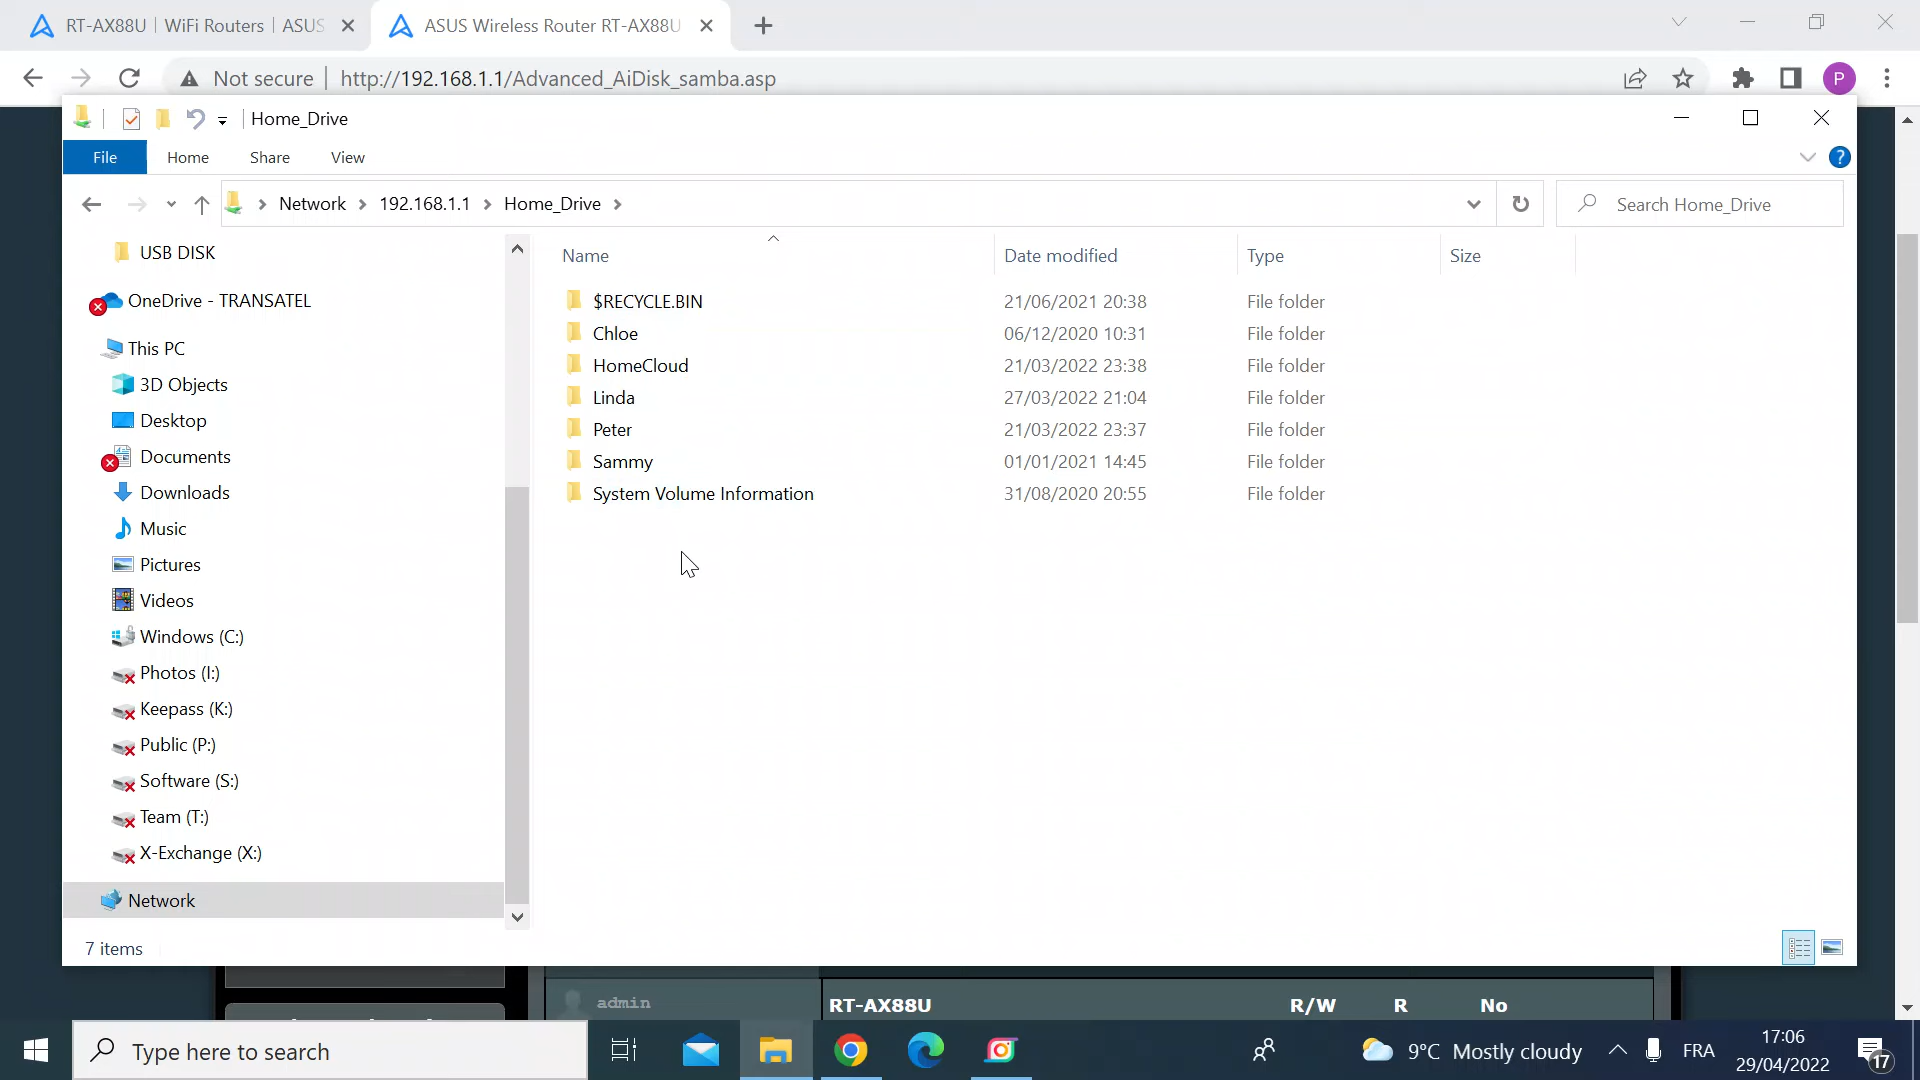 RT-AX88U | WiFi Routers | ASUS
ASUS Wireless Router RT-AX88U
Not secure | http://192.168.1.1/Advanced_AiDisk_samba.asp
P
Home_Drive
File Home Share View
?
Network > 192.168.1.1 > Home_Drive >
Search Home_Drive
USB DISK
OneDrive - TRANSATEL
This PC
3D Objects
Desktop
Documents
Downloads
Music
Pictures
Videos
Windows (C:)
Photos (I:)
Keepass (K:)
Public (P:)
Software (S:)
Team (T:)
X-Exchange (X:)
Network
Name Date modified Type Size
$RECYCLE.BIN 21/06/2021 20:38 File folder
Chloe 06/12/2020 10:31 File folder
HomeCloud 21/03/2022 23:38 File folder
Linda 27/03/2022 21:04 File folder
Peter 21/03/2022 23:37 File folder
Sammy 01/01/2021 14:45 File folder
System Volume Information 31/08/2020 20:55 File folder
7 items
admin RT-AX88U R/W R No
Type here to search
9°C Mostly cloudy
FRA
17:06
29/04/2022
17